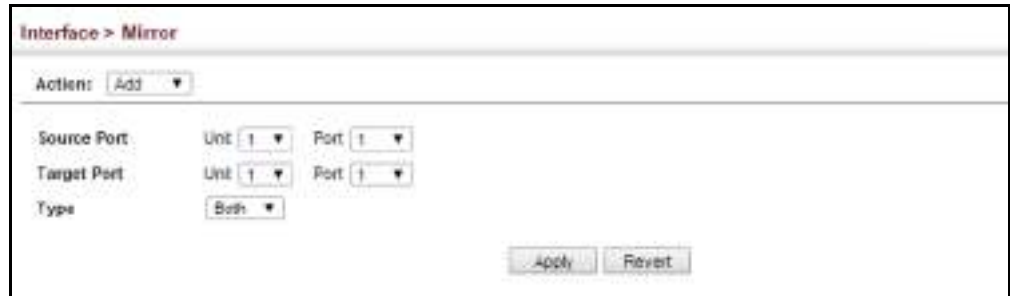 Interface > Mirror
Action: Add
Source Port Unit 1 Port 1
Target Port Unit 1 Port 1
Type Both
Apply Revert